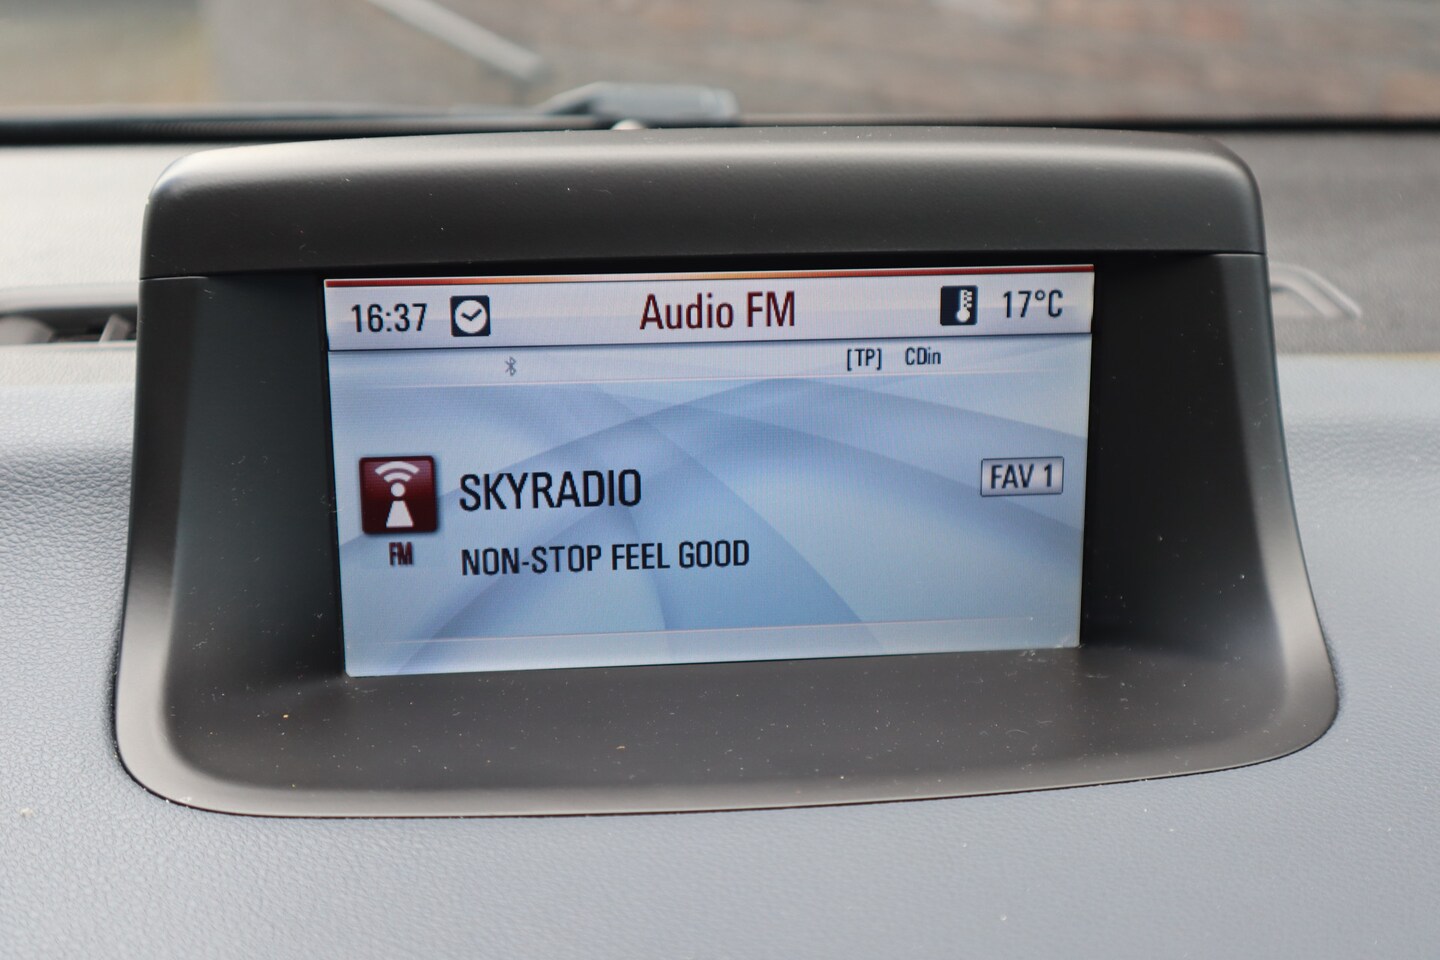 16:37 Audio FM 17°C
[TP] CDin
SKYRADIO FAV 1
FM NON-STOP FEEL GOOD